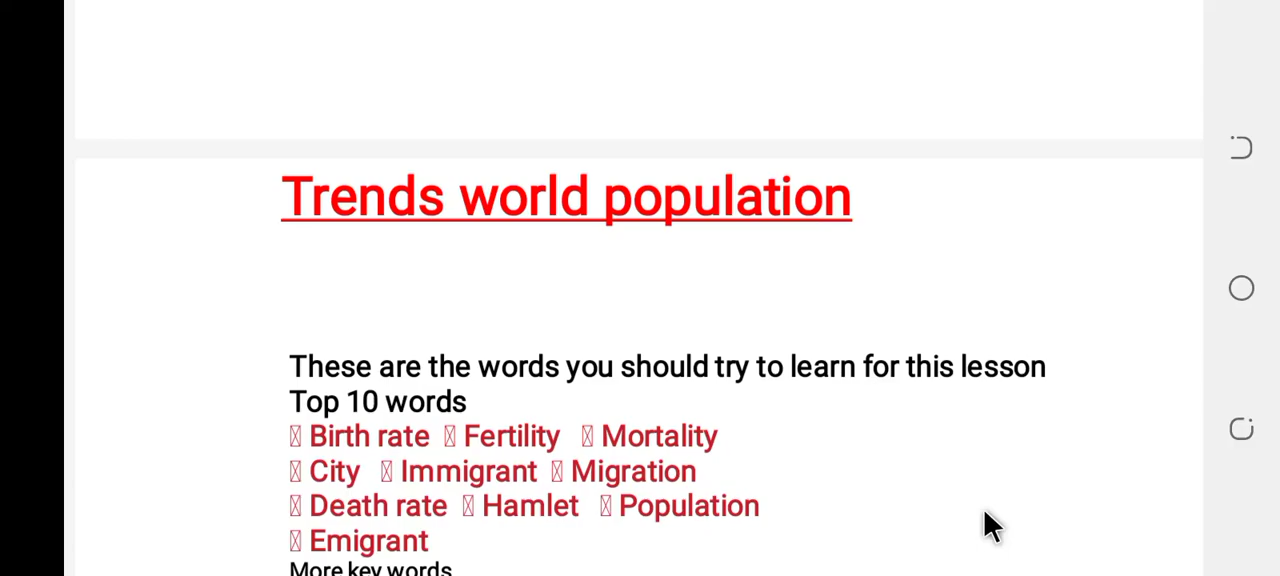 Trends world population
These are the words you should try to learn for this lesson
Top 10 words
Birth rate Fertility Mortality
City Immigrant Migration
Death rate Hamlet Population
Emigrant
More key words